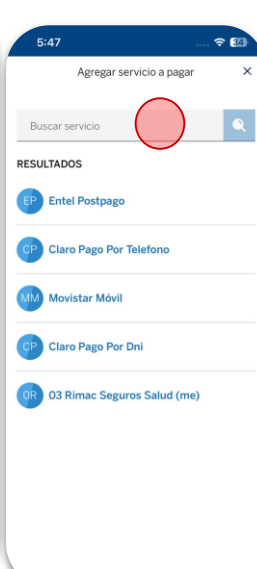 5:47
34
Agregar servicio a pagar
Buscar servicio
RESULTADOS
EP Entel Postpago
CP Claro Pago Por Telefono
MM Movistar Móvil
CP Claro Pago Por Dni
0R 03 Rimac Seguros Salud (me)